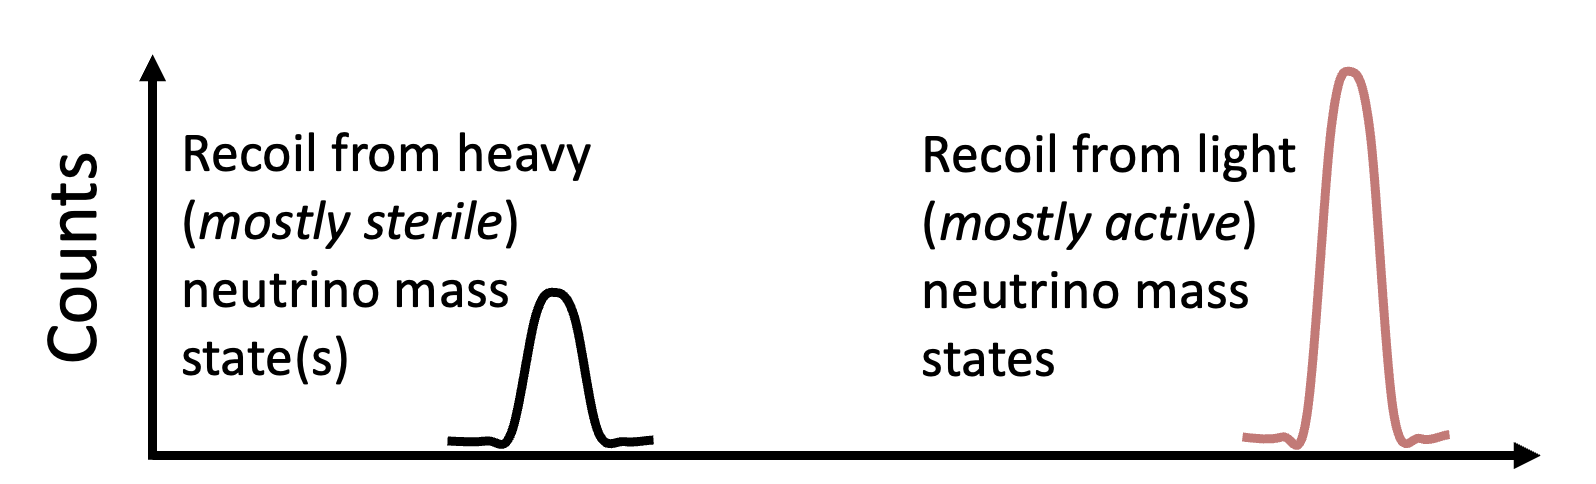 Counts
Recoil from heavy
(mostly sterile)
neutrino mass
state(s)
Recoil from light
(mostly active)
neutrino mass
states